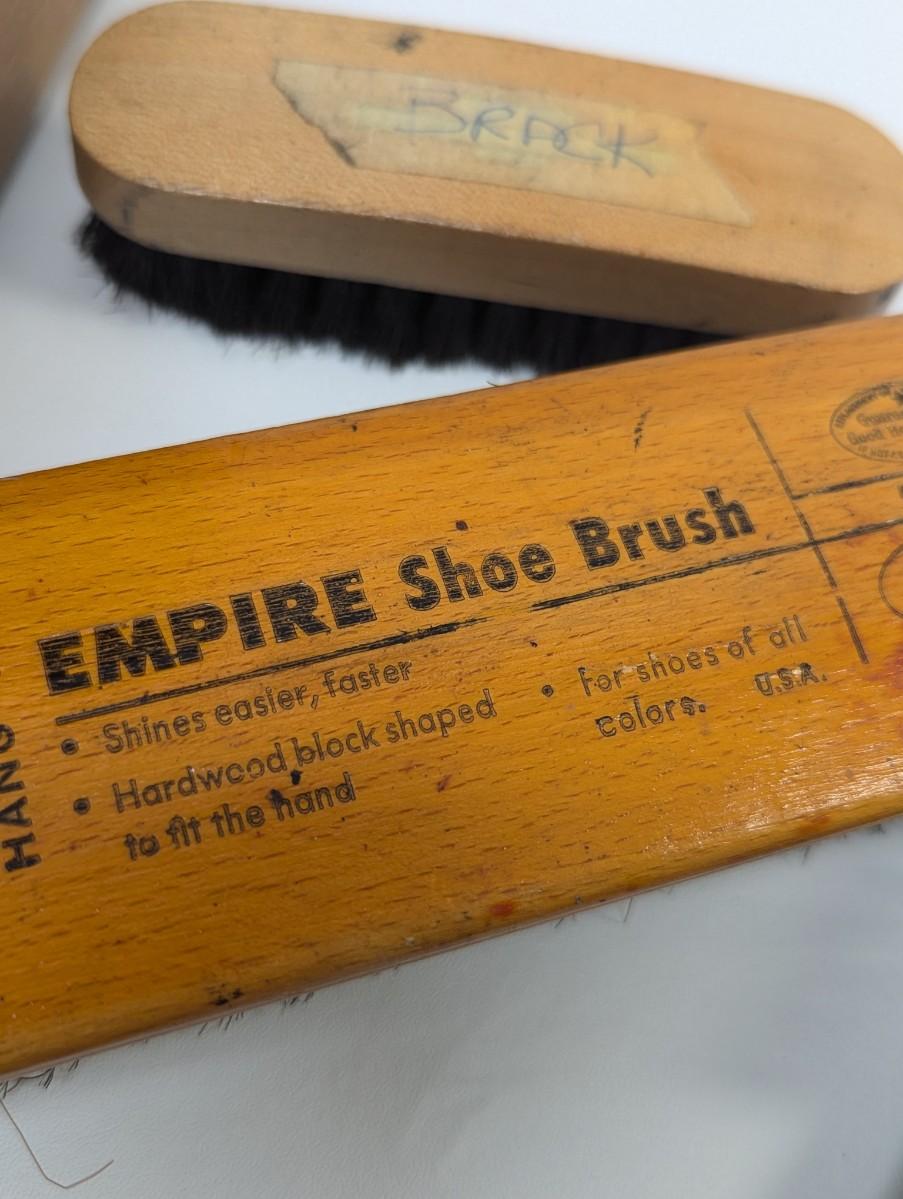 BRACK
EMPIRE Shoe Brush
• Shines easier, faster
• Hardwood block shaped
to fit the hand
• For shoes of all
colors.
U.S.A.
HAND